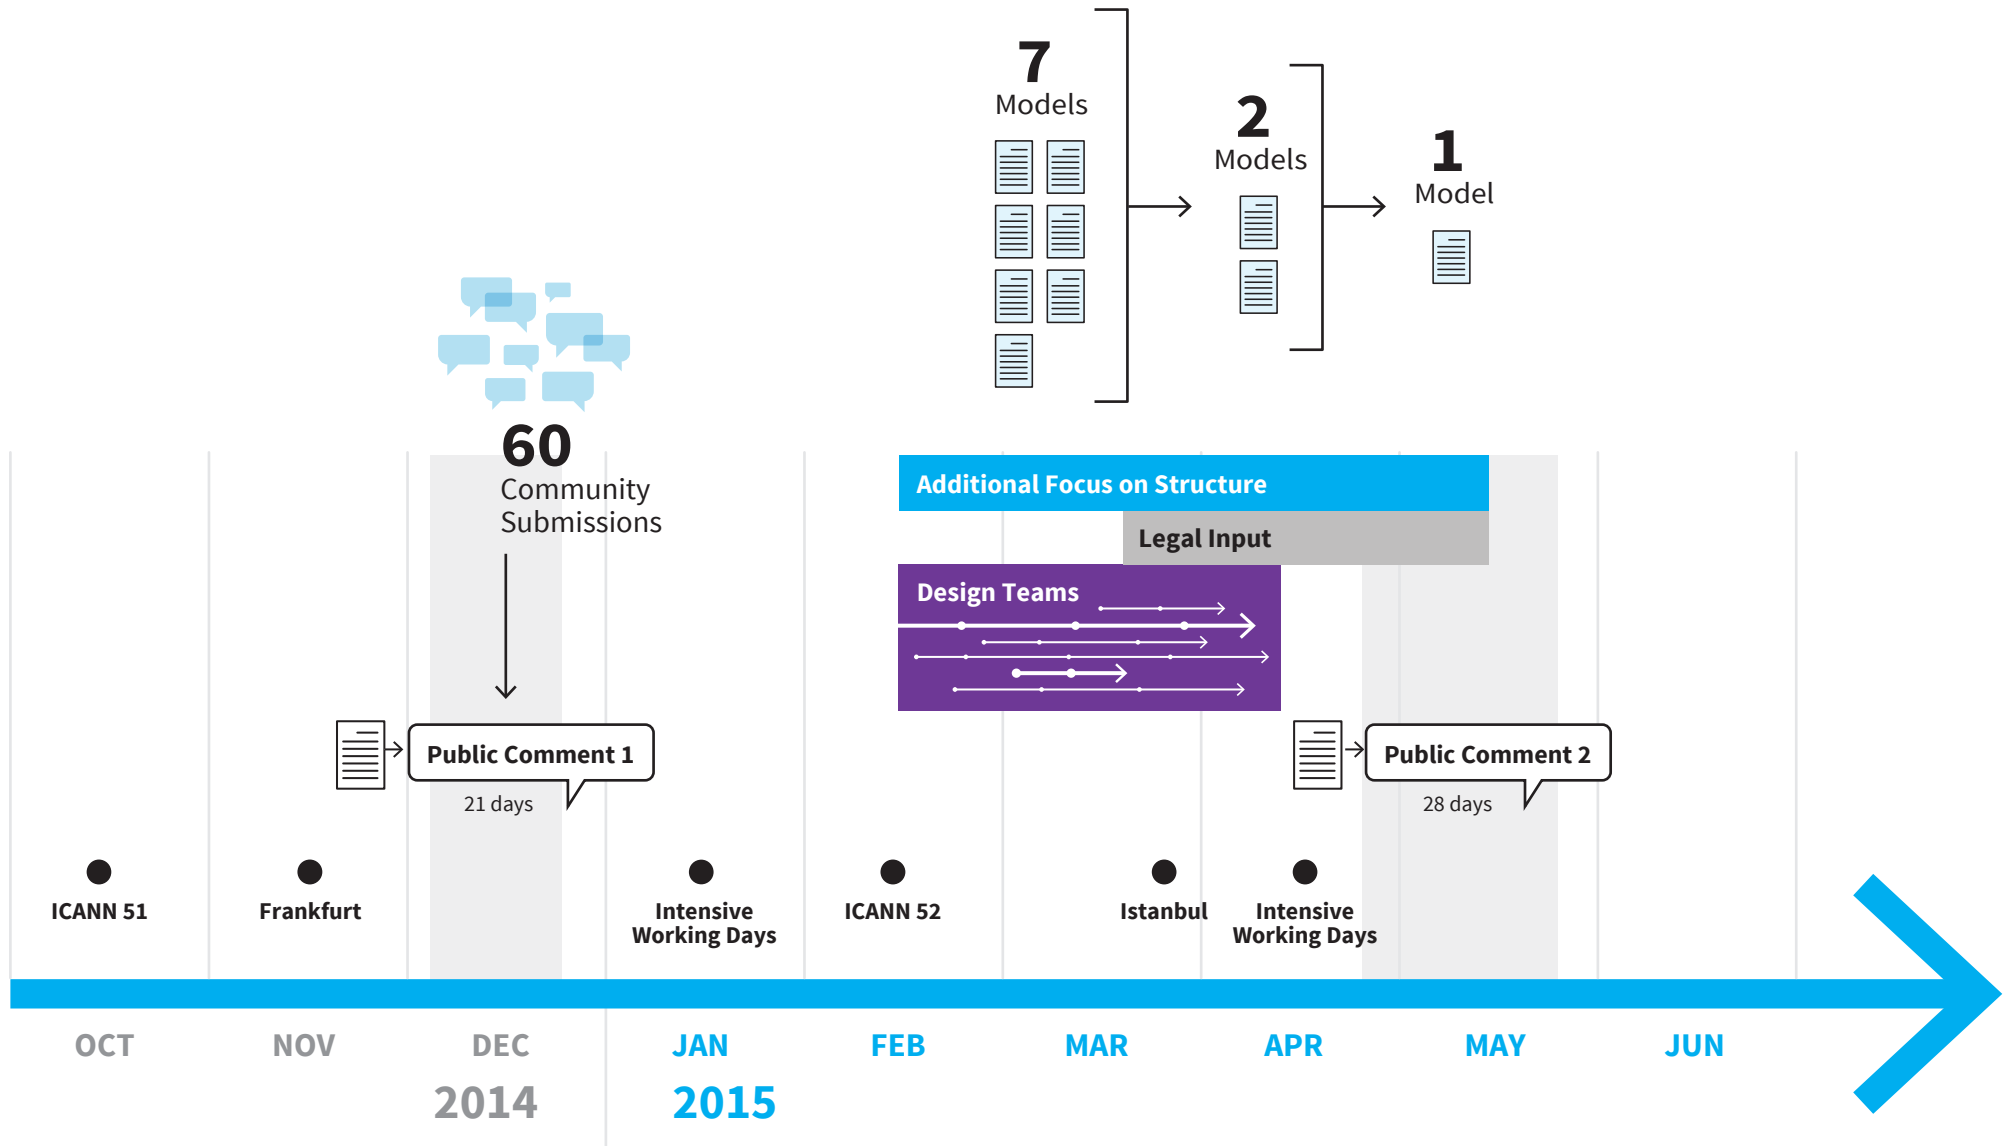 7
Models
2
Models
1
Model
60
Community
Submissions
Additional Focus on Structure
Legal Input
Design Teams
Public Comment 1
21 days
Public Comment 2
28 days
ICANN 51
Frankfurt
Intensive
Working Days
ICANN 52
Istanbul
Intensive
Working Days
OCT
NOV
DEC
JAN
FEB
MAR
APR
MAY
JUN
2014
2015